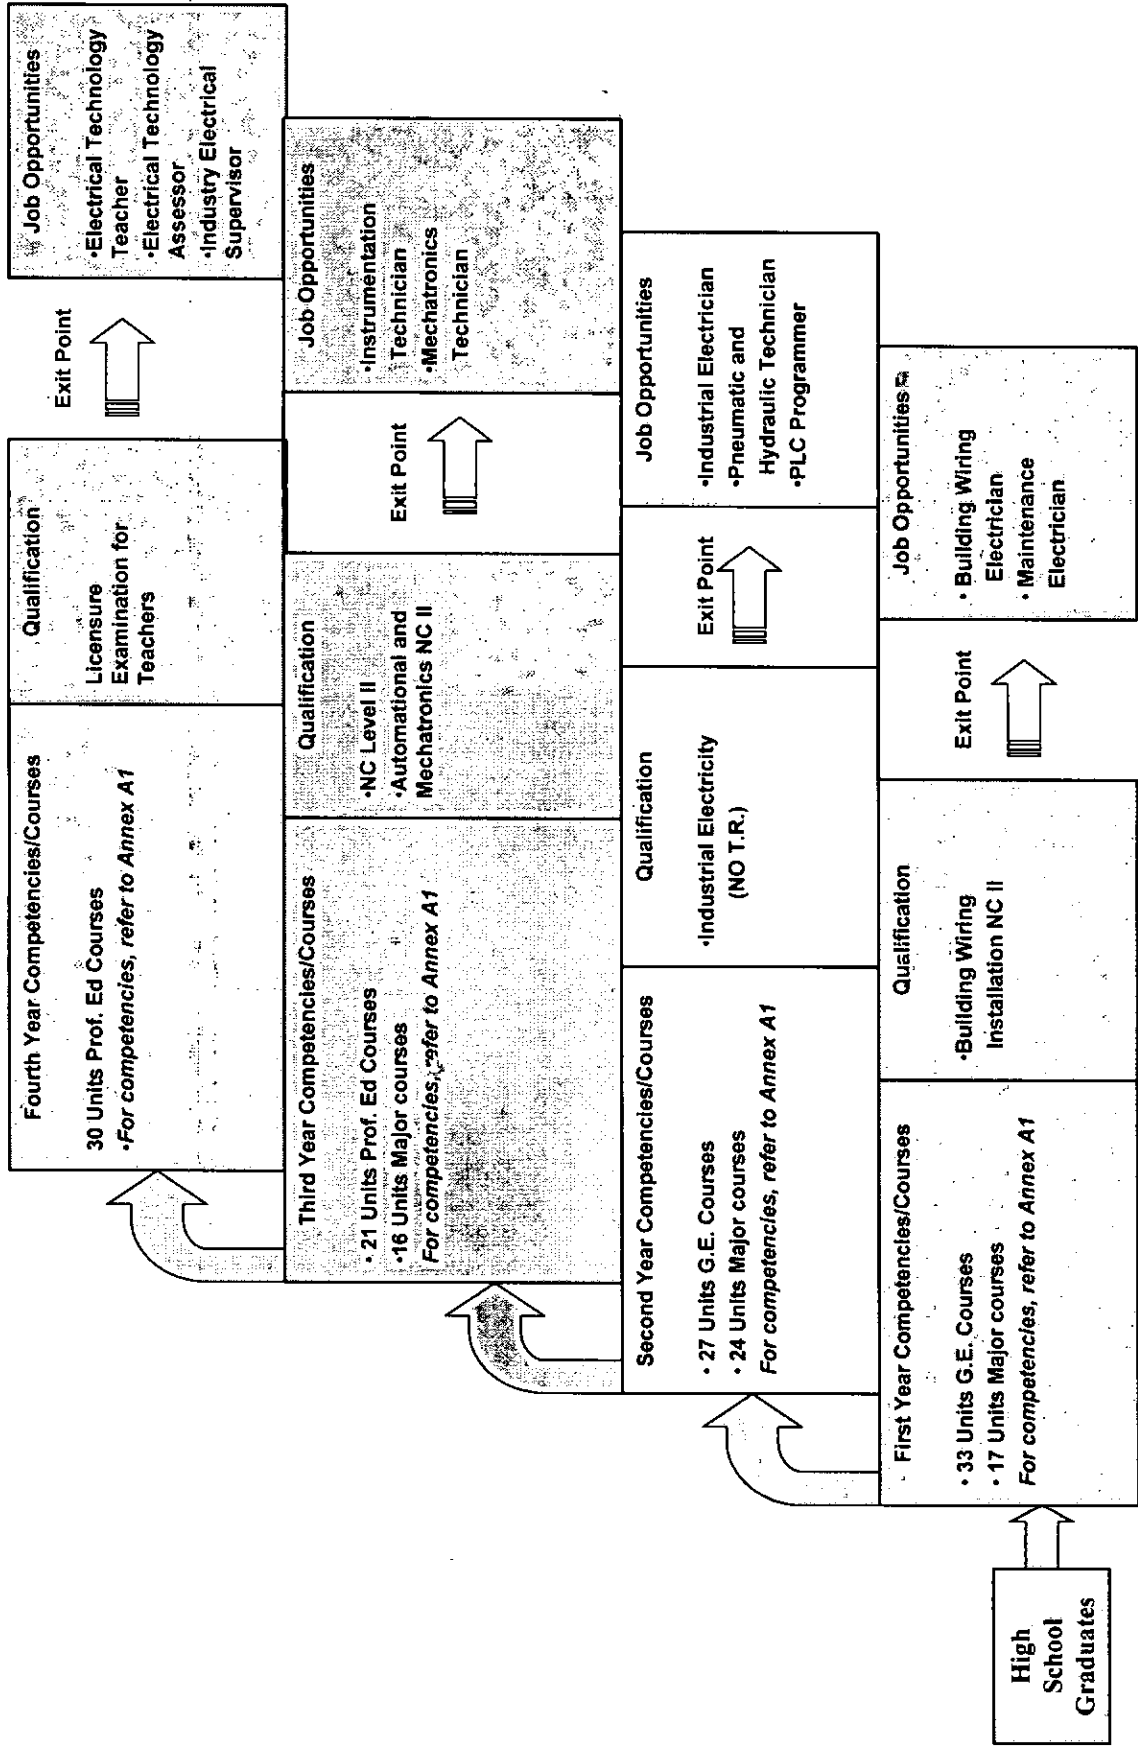 Fourth Year Competencies/Courses
30 Units Prof. Ed Courses
•For competencies, refer to Annex A1
Qualification
Licensure
Examination for
Teachers
Exit Point
Job Opportunities
•Electrical Technology
Teacher
•Electrical Technology
Assessor
•Industry Electrical
Supervisor
Third Year Competencies/Courses
• 21 Units Prof. Ed Courses
•16 Units Major courses
For competencies, refer to Annex A1
Qualification
•NC Level II
•Automational and
Mechatronics NC II
Exit Point
Job Opportunities
•Instrumentation
Technician
•Mechatronics
Technician
Second Year Competencies/Courses
• 27 Units G.E. Courses
• 24 Units Major courses
For competencies, refer to Annex A1
Qualification
•Industrial Electricity
(NO T.R.)
Exit Point
Job Opportunities
•Industrial Electrician
•Pneumatic and
Hydraulic Technician
•PLC Programmer
First Year Competencies/Courses
• 33 Units G.E. Courses
• 17 Units Major courses
For competencies, refer to Annex A1
Qualification
•Building Wiring
Installation NC II
Exit Point
Job Opportunities
• Building Wiring
Electrician
• Maintenance
Electrician
High
School
Graduates